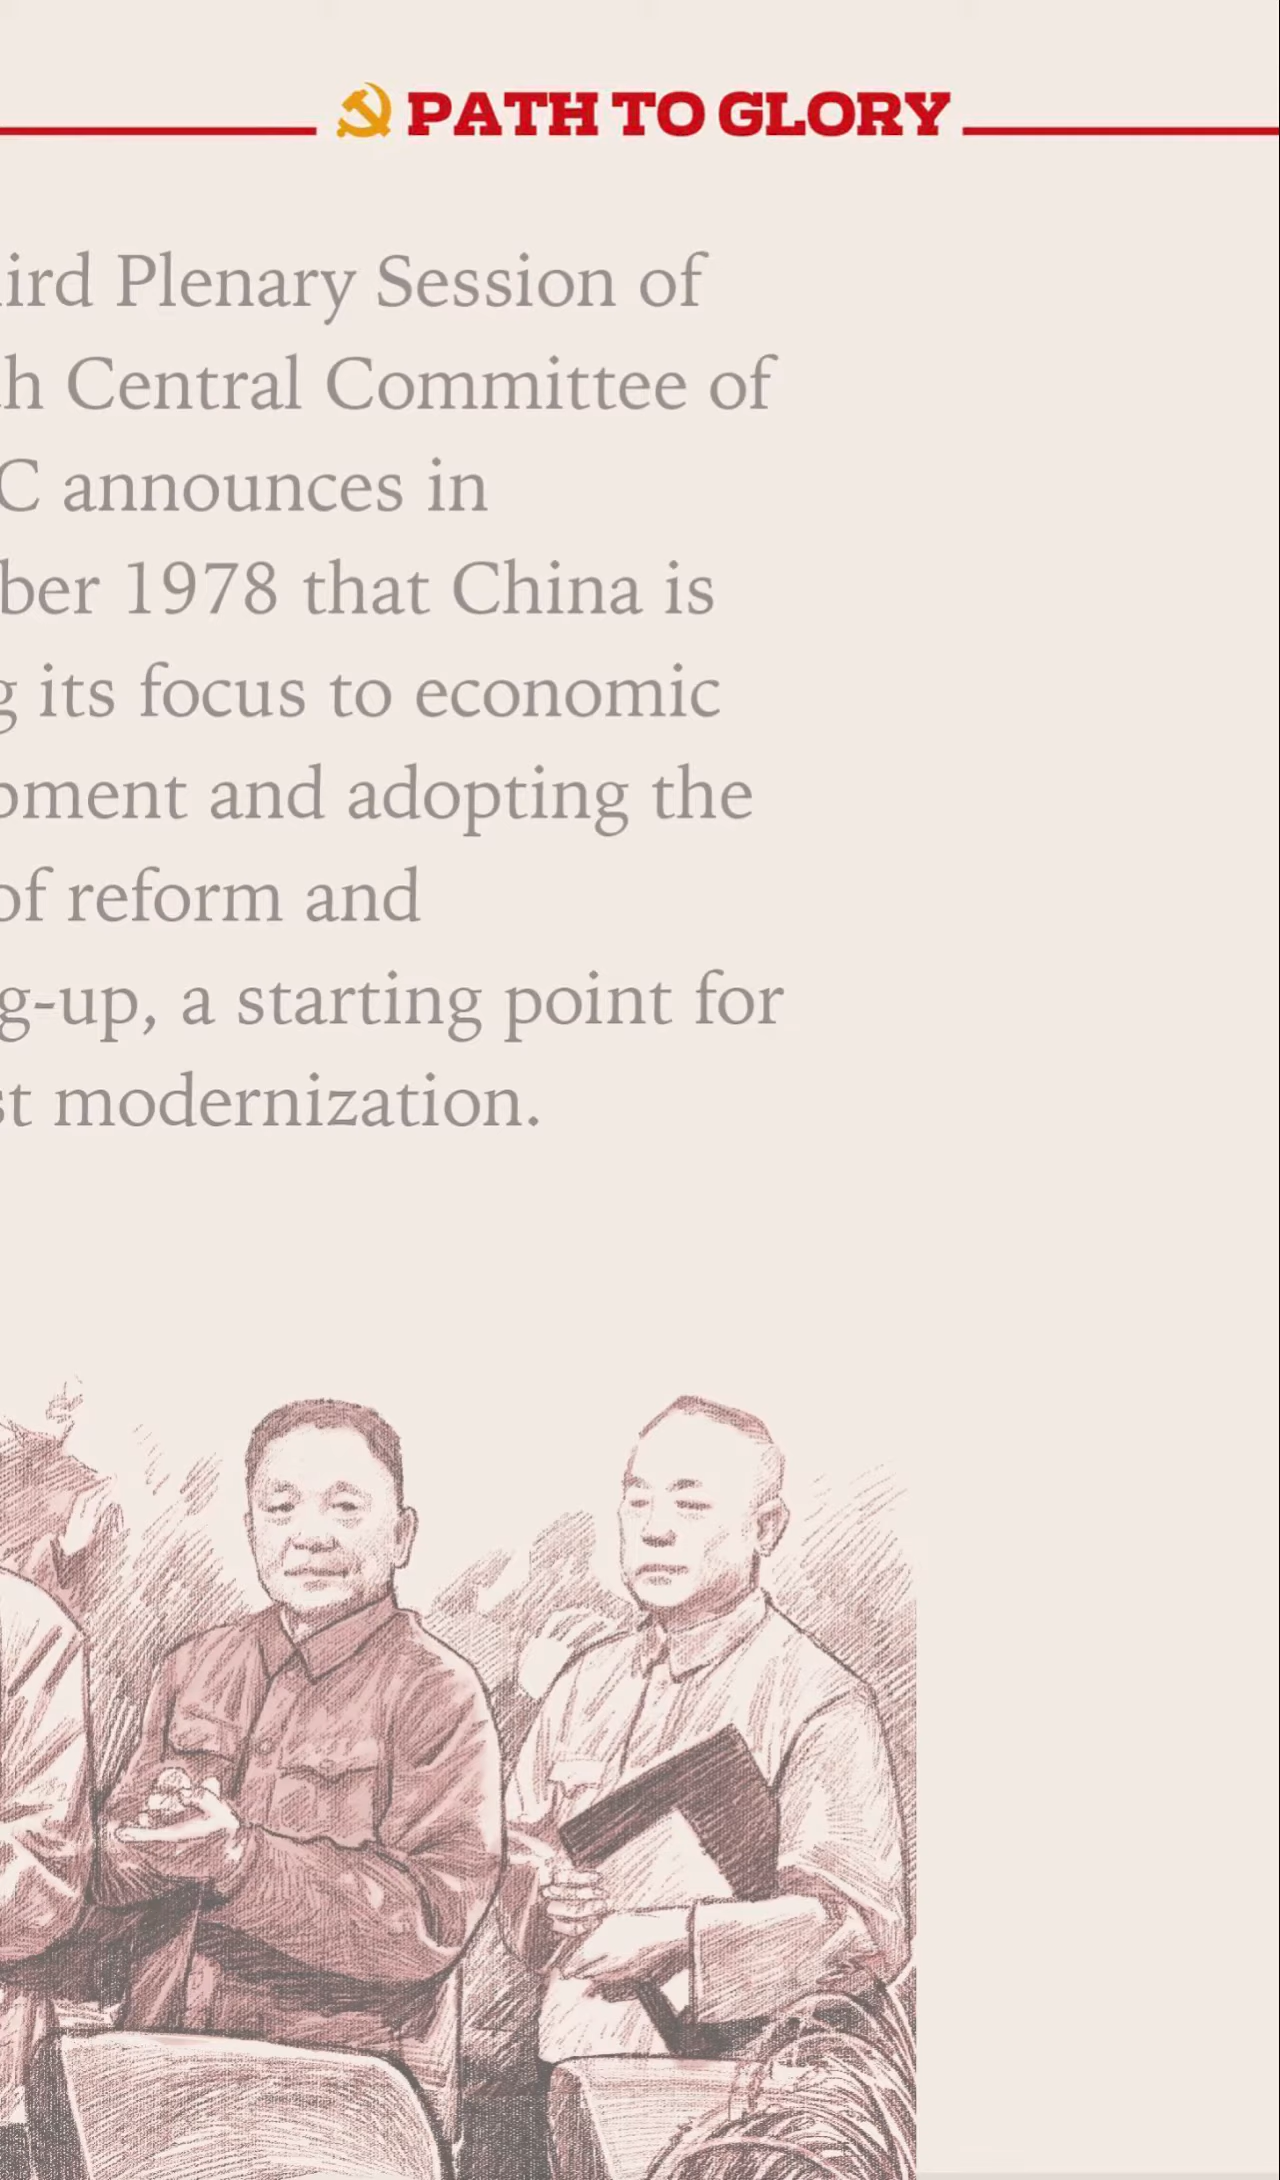 PATH TO GLORY
ird Plenary Session of
h Central Committee of
C announces in
ber 1978 that China is
g its focus to economic
pment and adopting the
of reform and
g-up, a starting point for
st modernization.